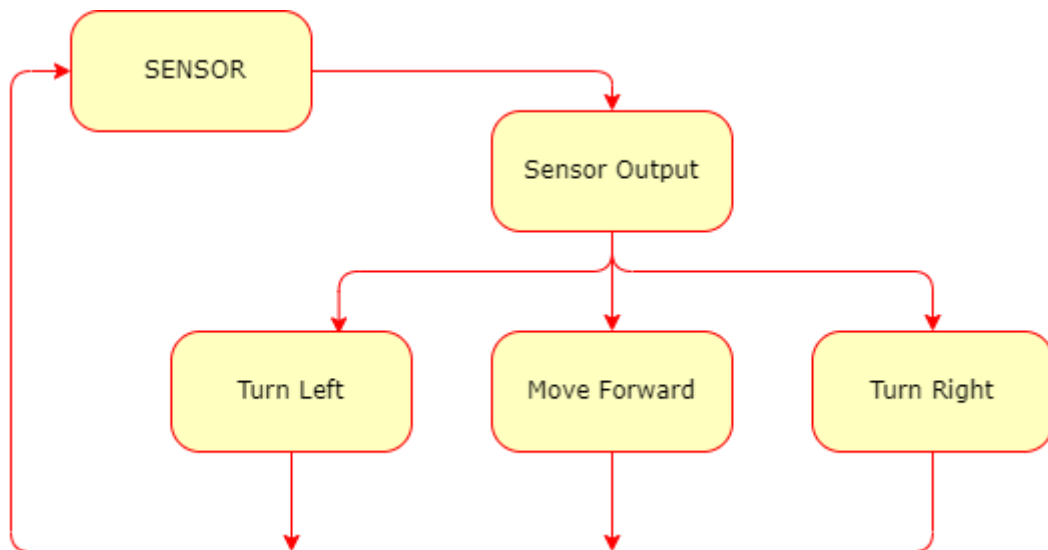 SENSOR
Sensor Output
Turn Left
Move Forward
Turn Right